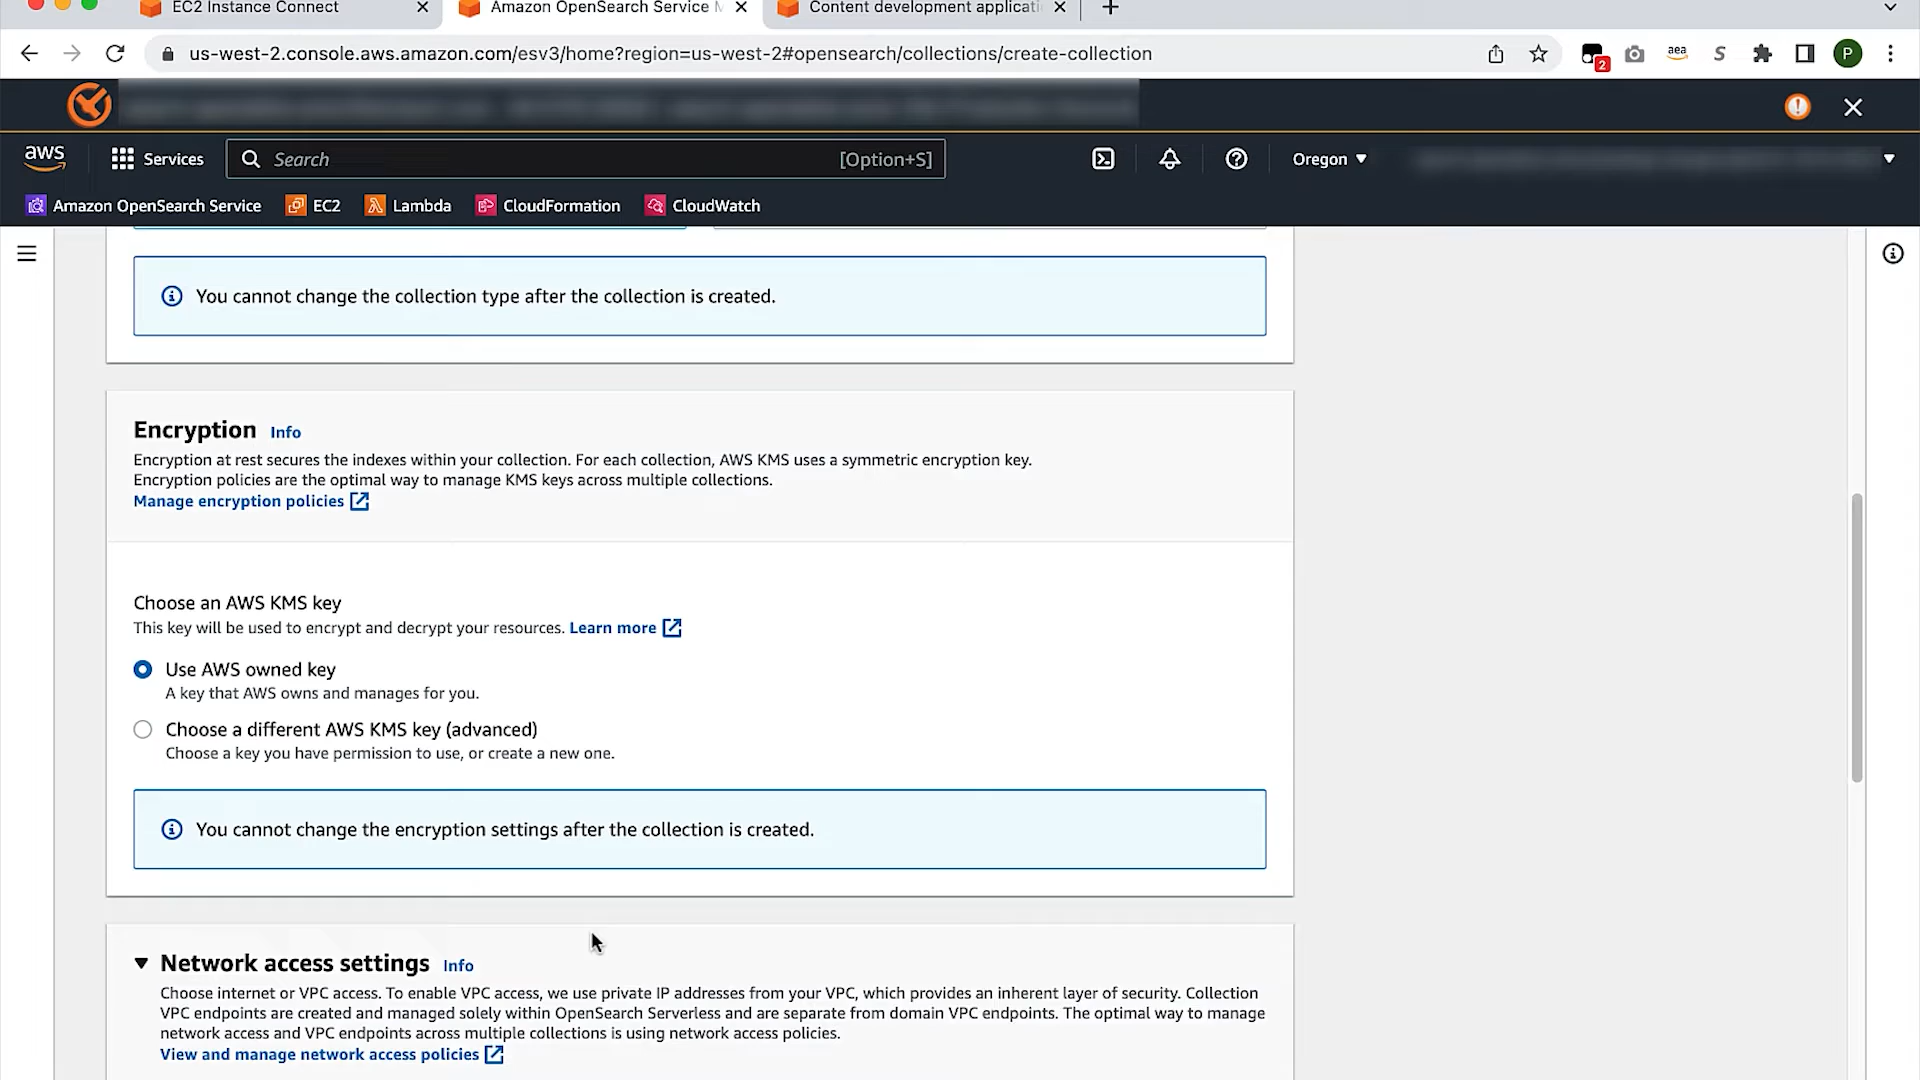 EC2 Instance Connect
Amazon OpenSearch Service M
Content development applicati
us-west-2.console.aws.amazon.com/esv3/home?region=us-west-2#opensearch/collections/create-collection
2
aea
S
P
aws
Services
Search
[Option+S]
Oregon
Amazon OpenSearch Service
EC2
Lambda
CloudFormation
CloudWatch
You cannot change the collection type after the collection is created.
Encryption Info
Encryption at rest secures the indexes within your collection. For each collection, AWS KMS uses a symmetric encryption key.
Encryption policies are the optimal way to manage KMS keys across multiple collections.
Manage encryption policies
Choose an AWS KMS key
This key will be used to encrypt and decrypt your resources. Learn more
Use AWS owned key
A key that AWS owns and manages for you.
Choose a different AWS KMS key (advanced)
Choose a key you have permission to use, or create a new one.
You cannot change the encryption settings after the collection is created.
Network access settings Info
Choose internet or VPC access. To enable VPC access, we use private IP addresses from your VPC, which provides an inherent layer of security. Collection
VPC endpoints are created and managed solely within OpenSearch Serverless and are separate from domain VPC endpoints. The optimal way to manage
network access and VPC endpoints across multiple collections is using network access policies.
View and manage network access policies